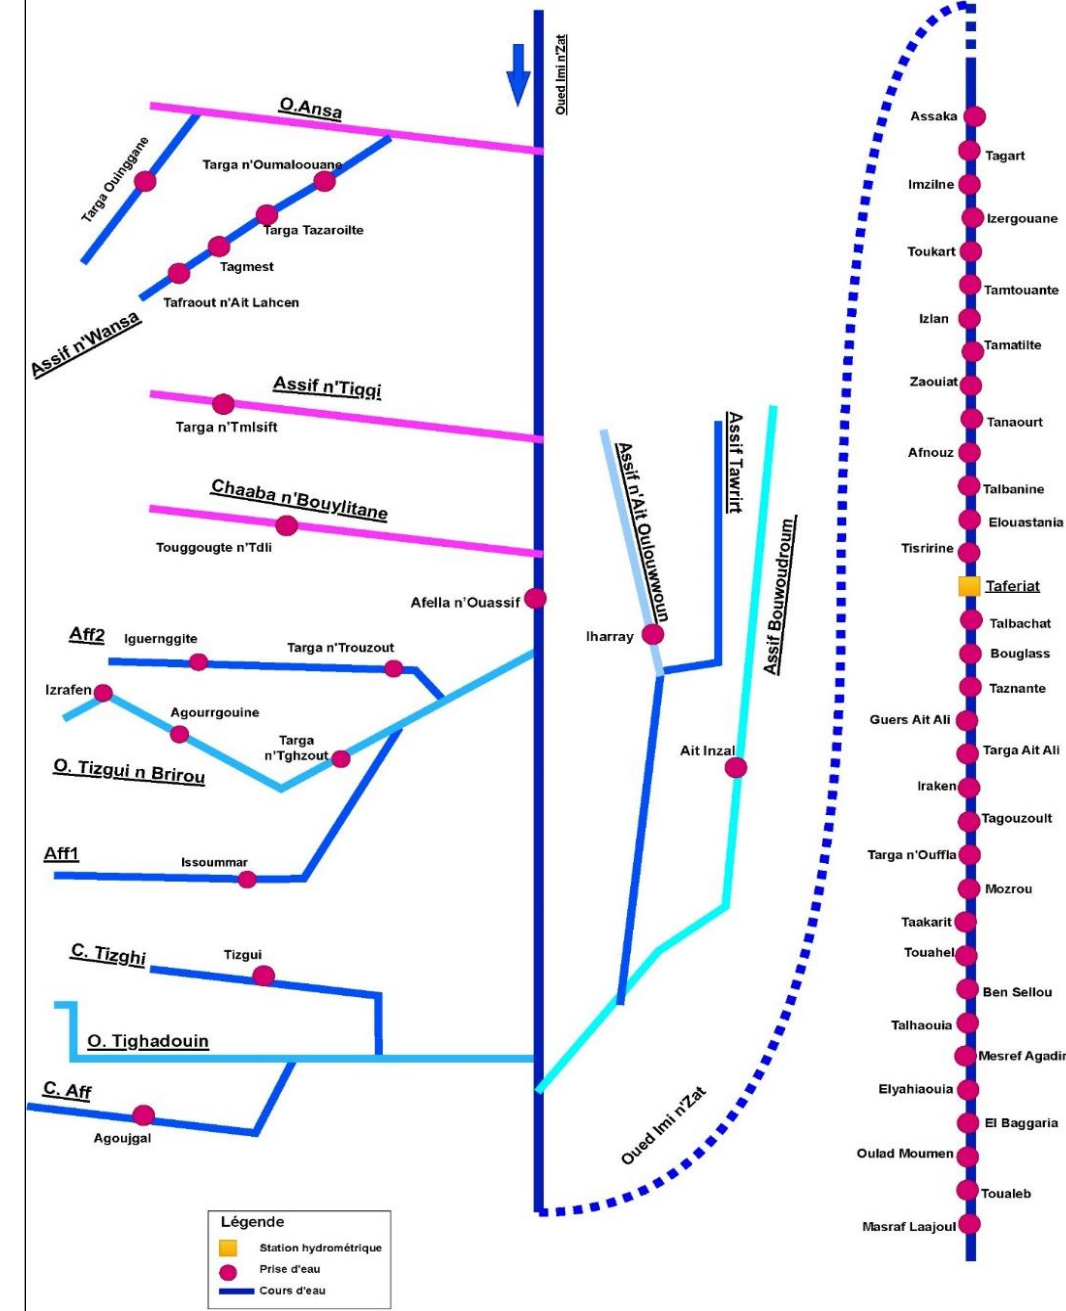 Oued Imi n'Zat
O.Ansa
Targa Ouinggane
Targa n'Oumaloouane
Targa Tazaroilte
Tagmest
Tafraout n'Ait Lahcen
Assif n'Wansa
Assif n'Tiqqi
Targa n'Tmlsift
Chaaba n'Bouylitane
Touggougte n'Tdli
Afella n'Ouassif
Aff2
Iguernggite
Targa n'Trouzout
Izrafen
Agourrgouine
Targa
n'Tghzout
O. Tizgui n Brirou
Aff1
Issoummar
C. Tizghi
Tizgui
O. Tighadouin
C. Aff
Agoujgal
Assif n'Ait Oulouwwoun
Assif Tawrirt
Assif Bouwoudroum
Iharray
Ait Inzal
Oued Imi n'Zat
Assaka
Tagart
Imzilne
Izergouane
Toukart
Tamtouante
Izlan
Tamatilte
Zaouiat
Tanaourt
Afnouz
Talbanine
Elouastania
Tisririne
Taferiat
Talbachat
Bouglass
Taznante
Guers Ait Ali
Targa Ait Ali
Iraken
Tagouzoult
Targa n'Ouffla
Mozrou
Taakarit
Touahel
Ben Sellou
Talhaouia
Mesref Agadir
Elyahiaouia
El Baggaria
Oulad Moumen
Toualeb
Masraf Laajoul
Légende
Station hydrométrique
Prise d'eau
Cours d'eau